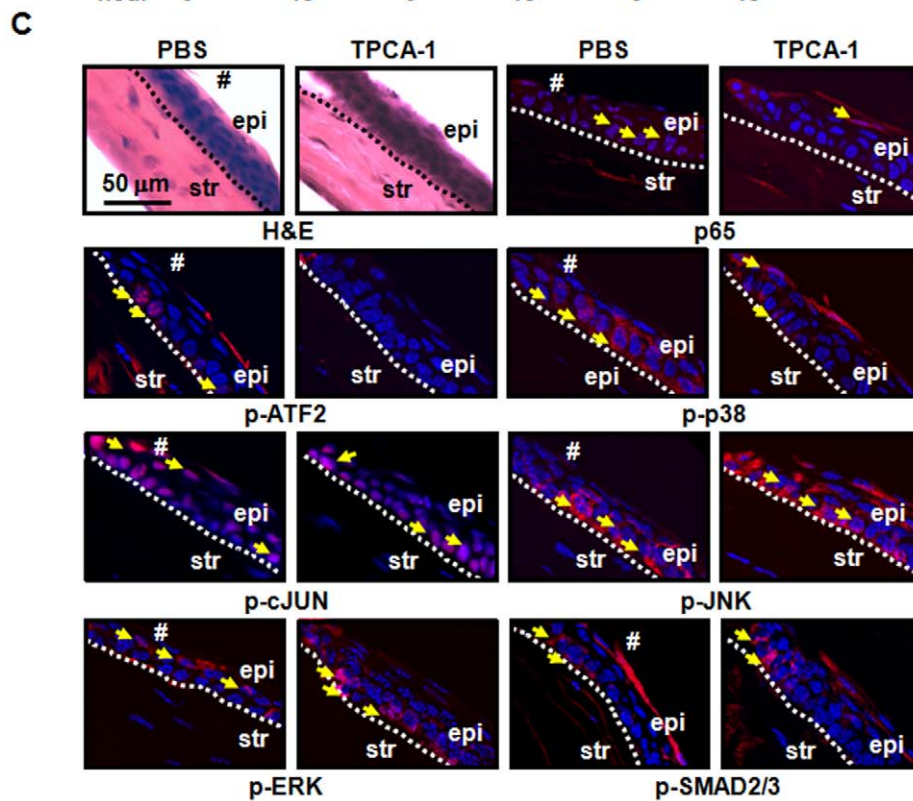 C
PBS TPCA-1 PBS TPCA-1
# epi epi # epi epi
50 μm str str str str
H&E p65
# epi epi # epi epi
str str epi str
p-ATF2 p-p38
# epi epi # epi epi
str str str str
p-cJUN p-JNK
# epi epi # epi epi
str str str str
p-ERK p-SMAD2/3